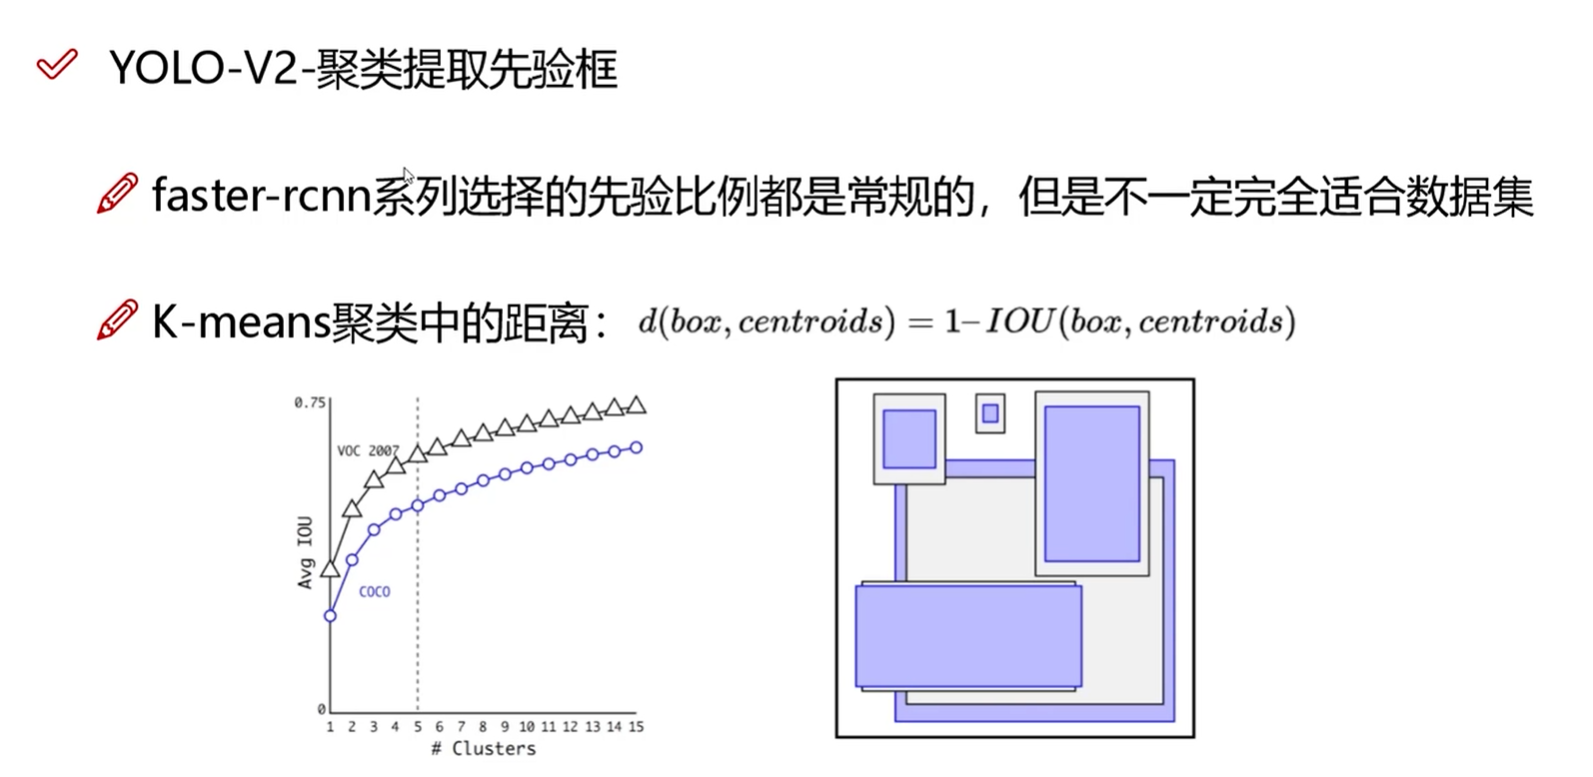 YOLO-V2-聚类提取先验框
faster-rcnn系列选择的先验比例都是常规的，但是不一定完全适合数据集
K-means聚类中的距离： d(box, centroids) = 1–IOU(box, centroids)
0.75
VOC 2007
Avg IOU
COCO
0
1 2 3 4 5 6 7 8 9 10 11 12 13 14 15
# Clusters